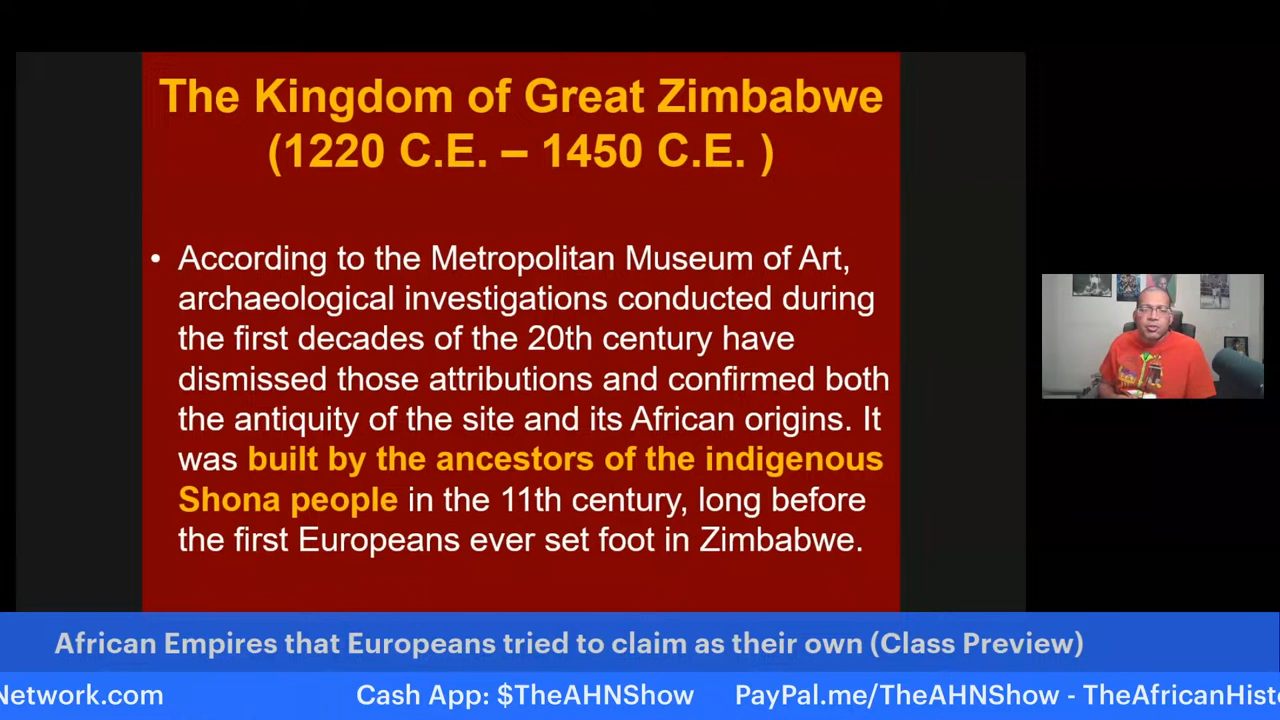 The Kingdom of Great Zimbabwe
(1220 C.E. – 1450 C.E. )
• According to the Metropolitan Museum of Art,
archaeological investigations conducted during
the first decades of the 20th century have
dismissed those attributions and confirmed both
the antiquity of the site and its African origins. It
was built by the ancestors of the indigenous
Shona people in the 11th century, long before
the first Europeans ever set foot in Zimbabwe.
African Empires that Europeans tried to claim as their own (Class Preview)
Network.com Cash App: $TheAHNShow PayPal.me/TheAHNShow - TheAfricanHist